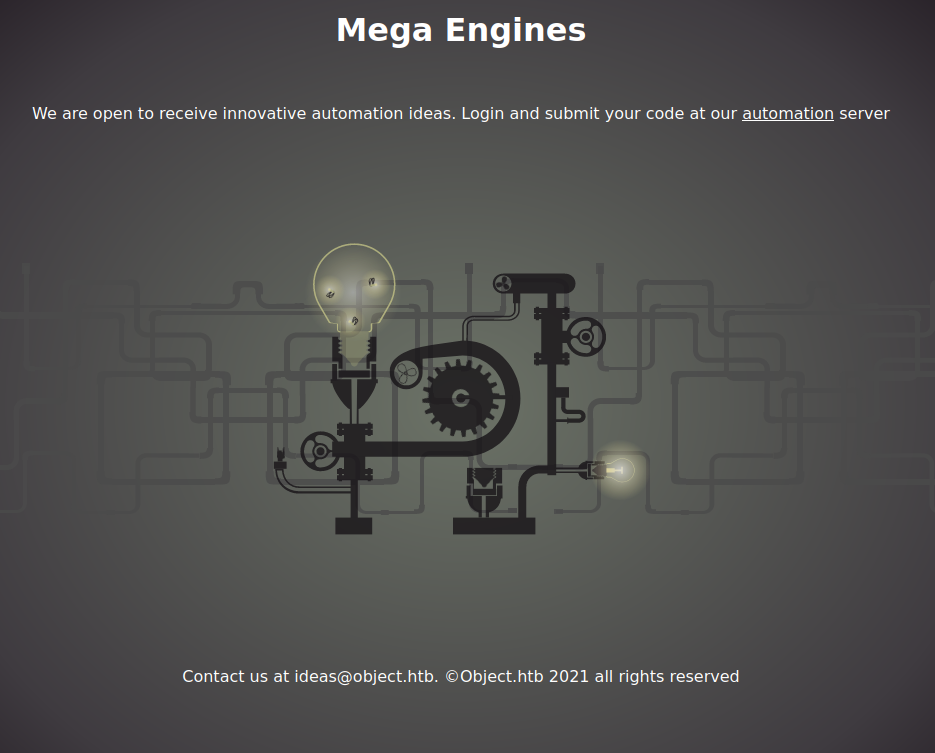 Mega Engines
We are open to receive innovative automation ideas. Login and submit your code at our automation server
Contact us at ideas@object.htb. ©Object.htb 2021 all rights reserved